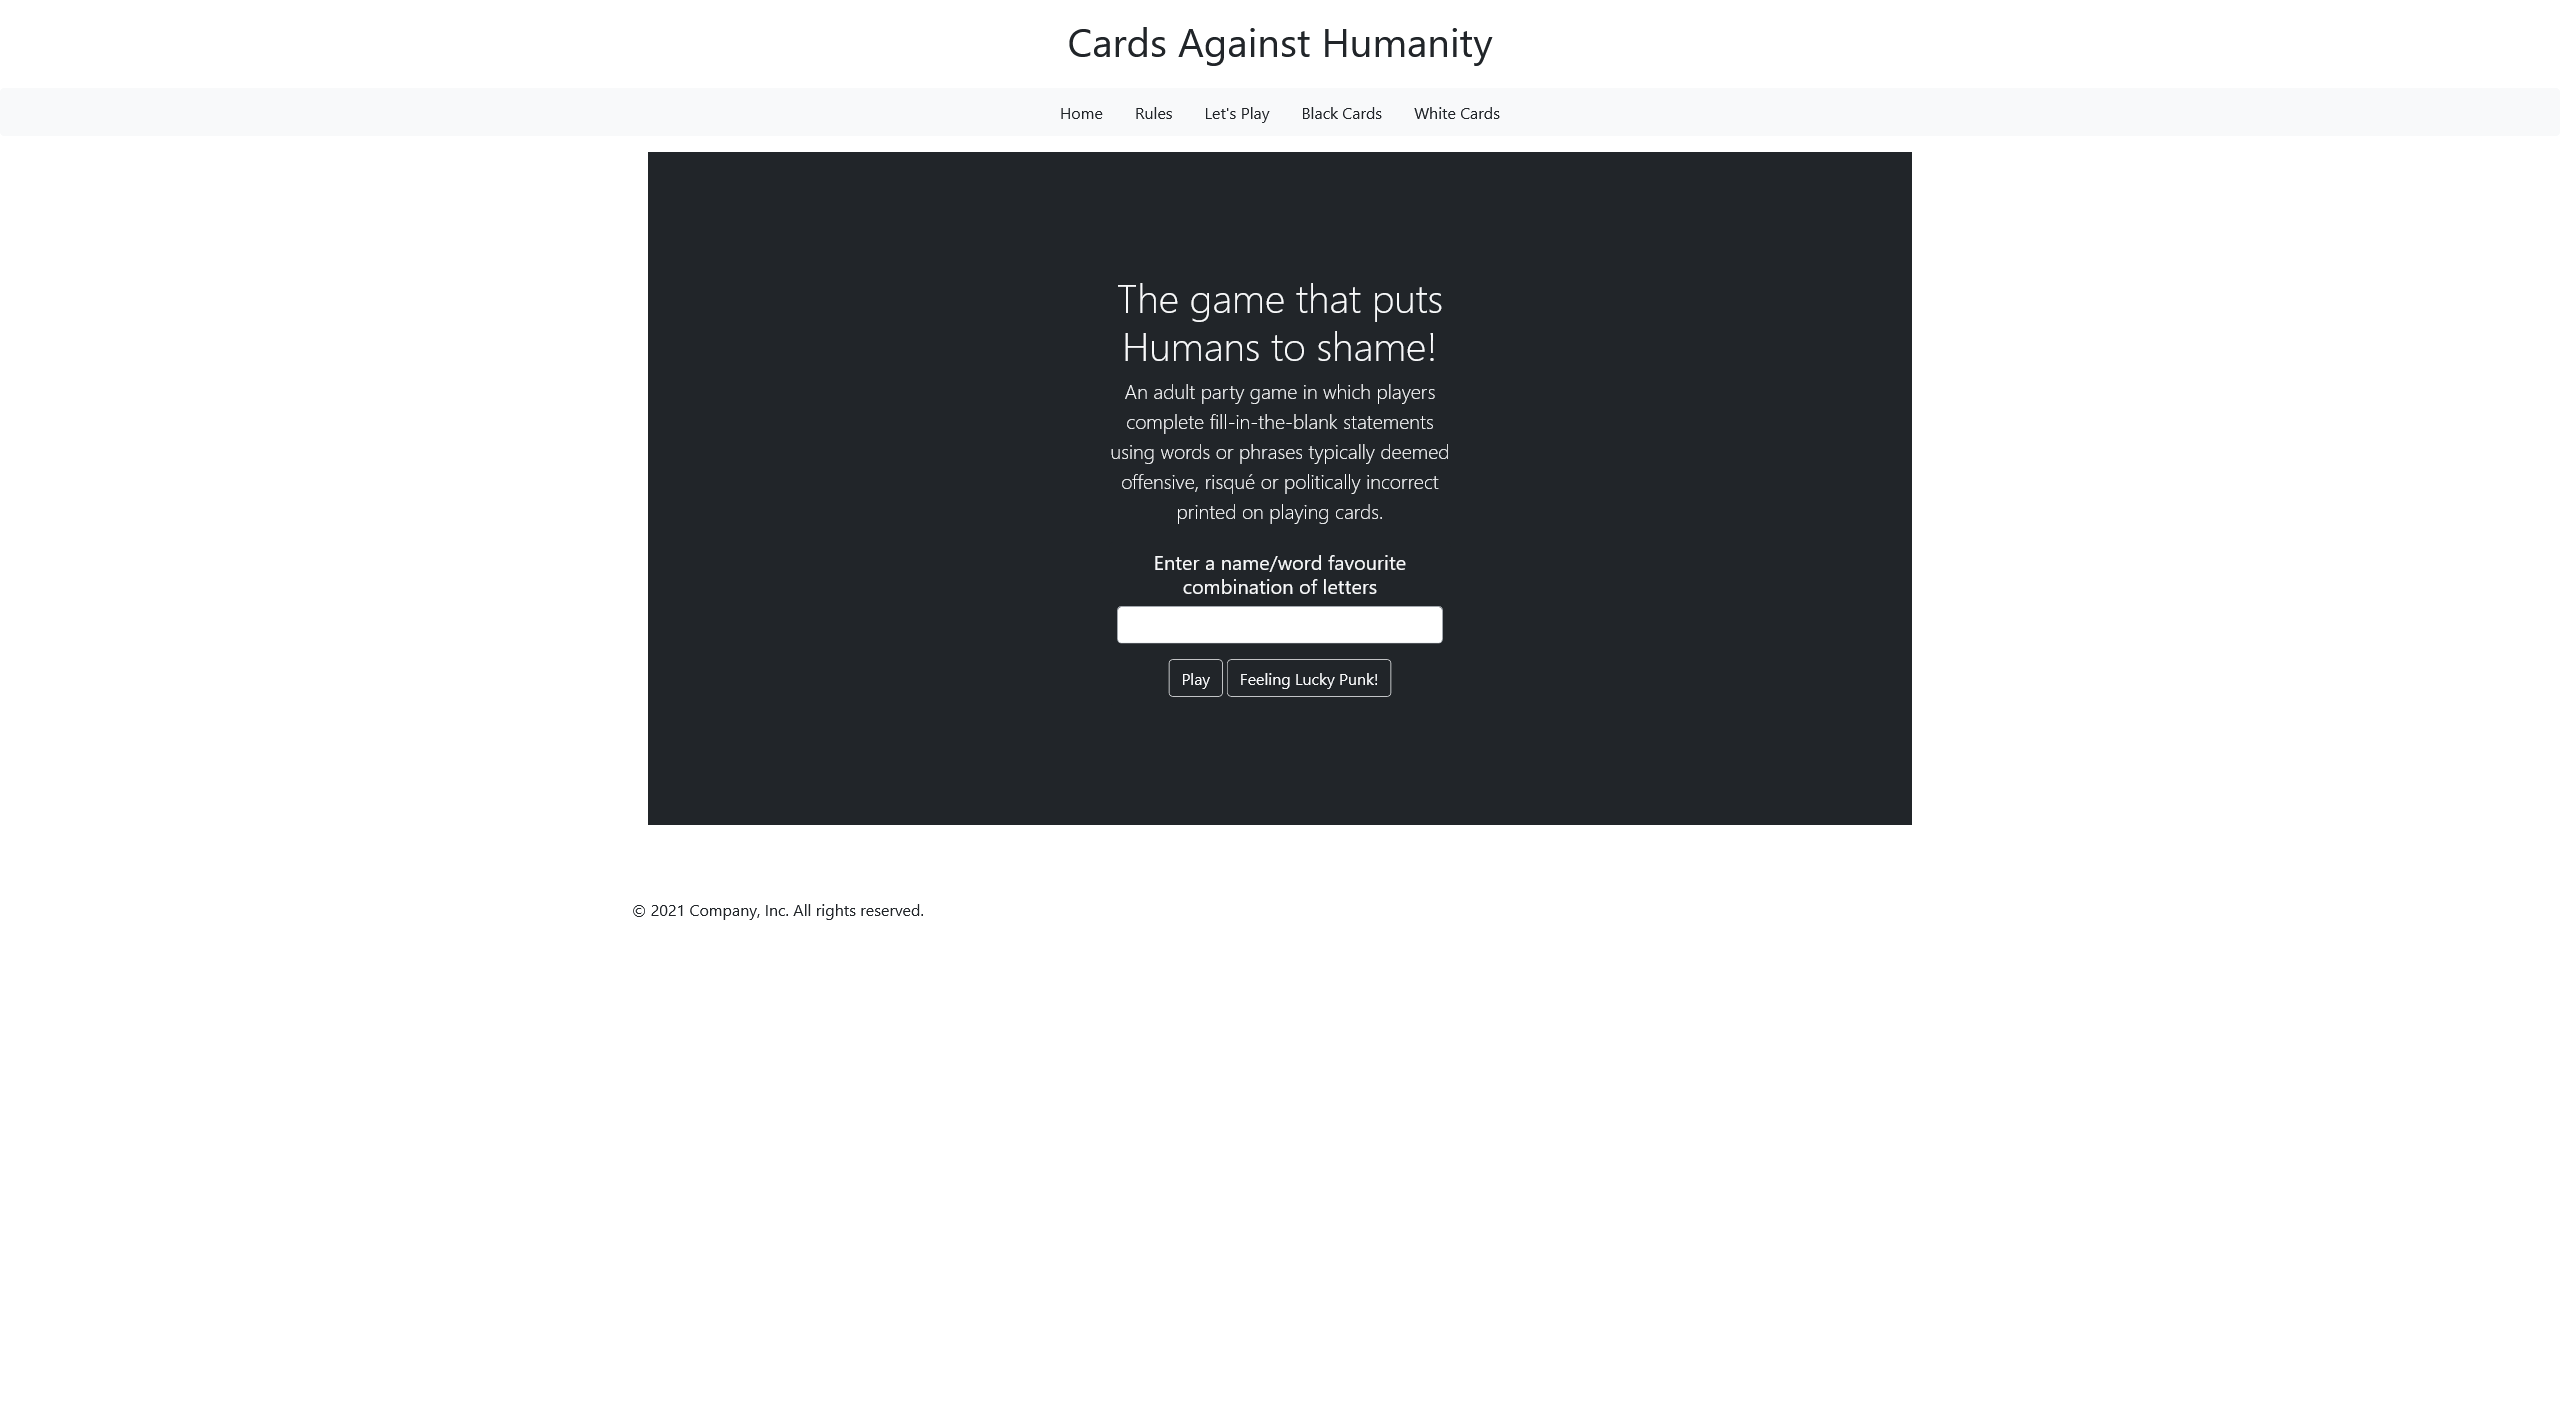 Cards Against Humanity
Home Rules Let's Play Black Cards White Cards
The game that puts
Humans to shame!
An adult party game in which players
complete fill-in-the-blank statements
using words or phrases typically deemed
offensive, risqué or politically incorrect
printed on playing cards.
Enter a name/word favourite
combination of letters
Play Feeling Lucky Punk!
© 2021 Company, Inc. All rights reserved.